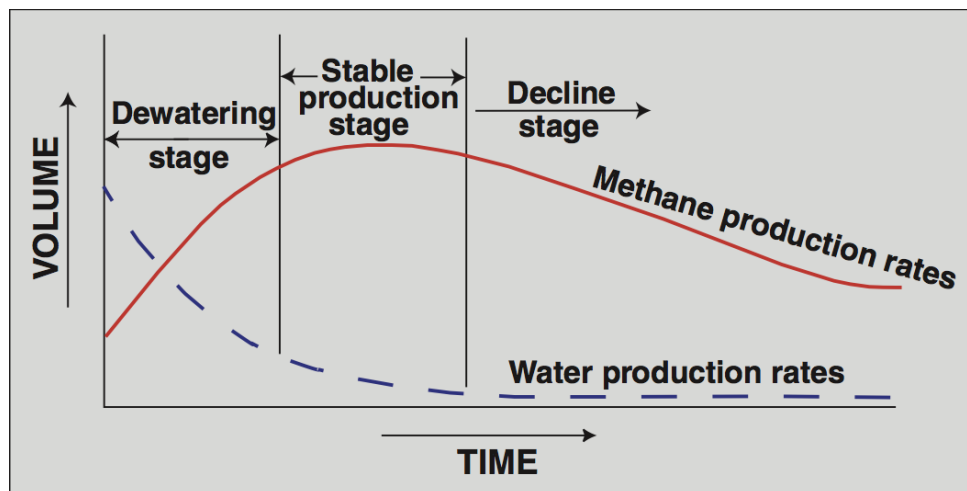 Dewatering
stage
Stable
production
stage
Decline
stage
VOLUME
Methane production rates
Water production rates
TIME